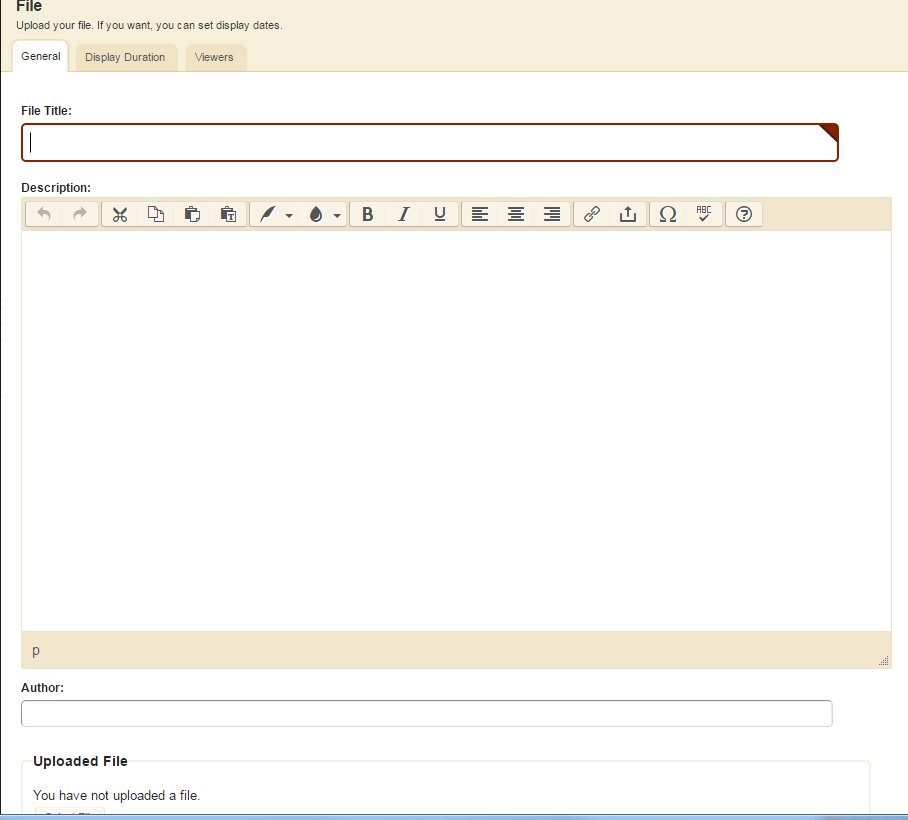 File
Upload your file. If you want, you can set display dates.
General Display Duration Viewers
File Title:
Description:
B I U ABC ?
p
Author:
Uploaded File
You have not uploaded a file.